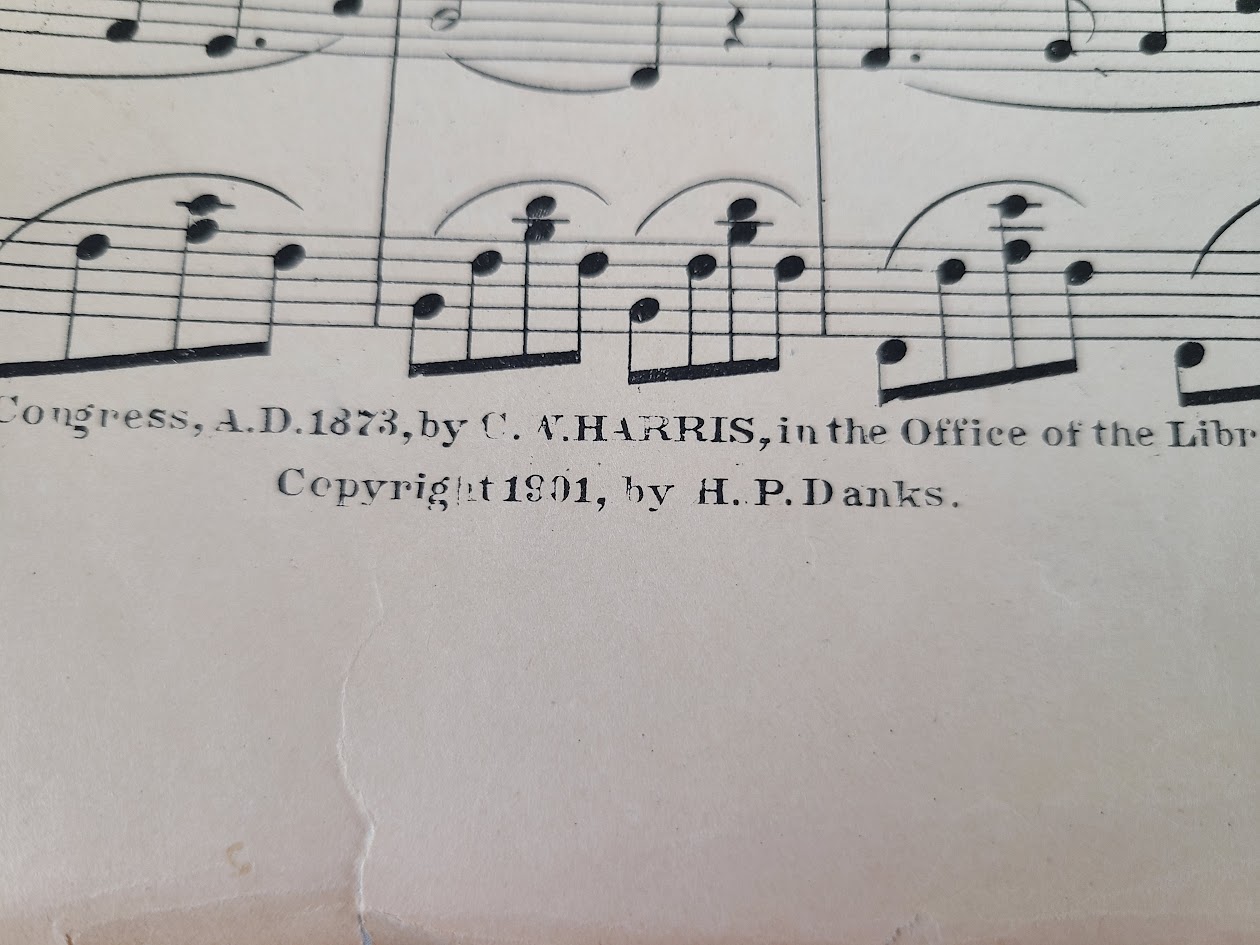 Congress, A.D.1873, by C. W. HARRIS, in the Office of the Libr
Copyright 1901, by H. P. Danks.